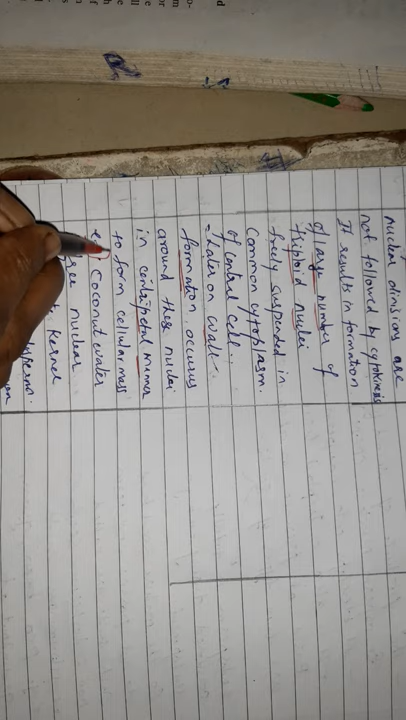 nuclear divisions are
not followed by cytokinesis
It results in formation
of large number of
triploid nuclei
freely suspended in
common cytoplasm
of central cell.
- Later on wall
formation occurs
around these nuclei
in centripetal manner
to form cellular mass
Coconut water
free nuclear
Kernel